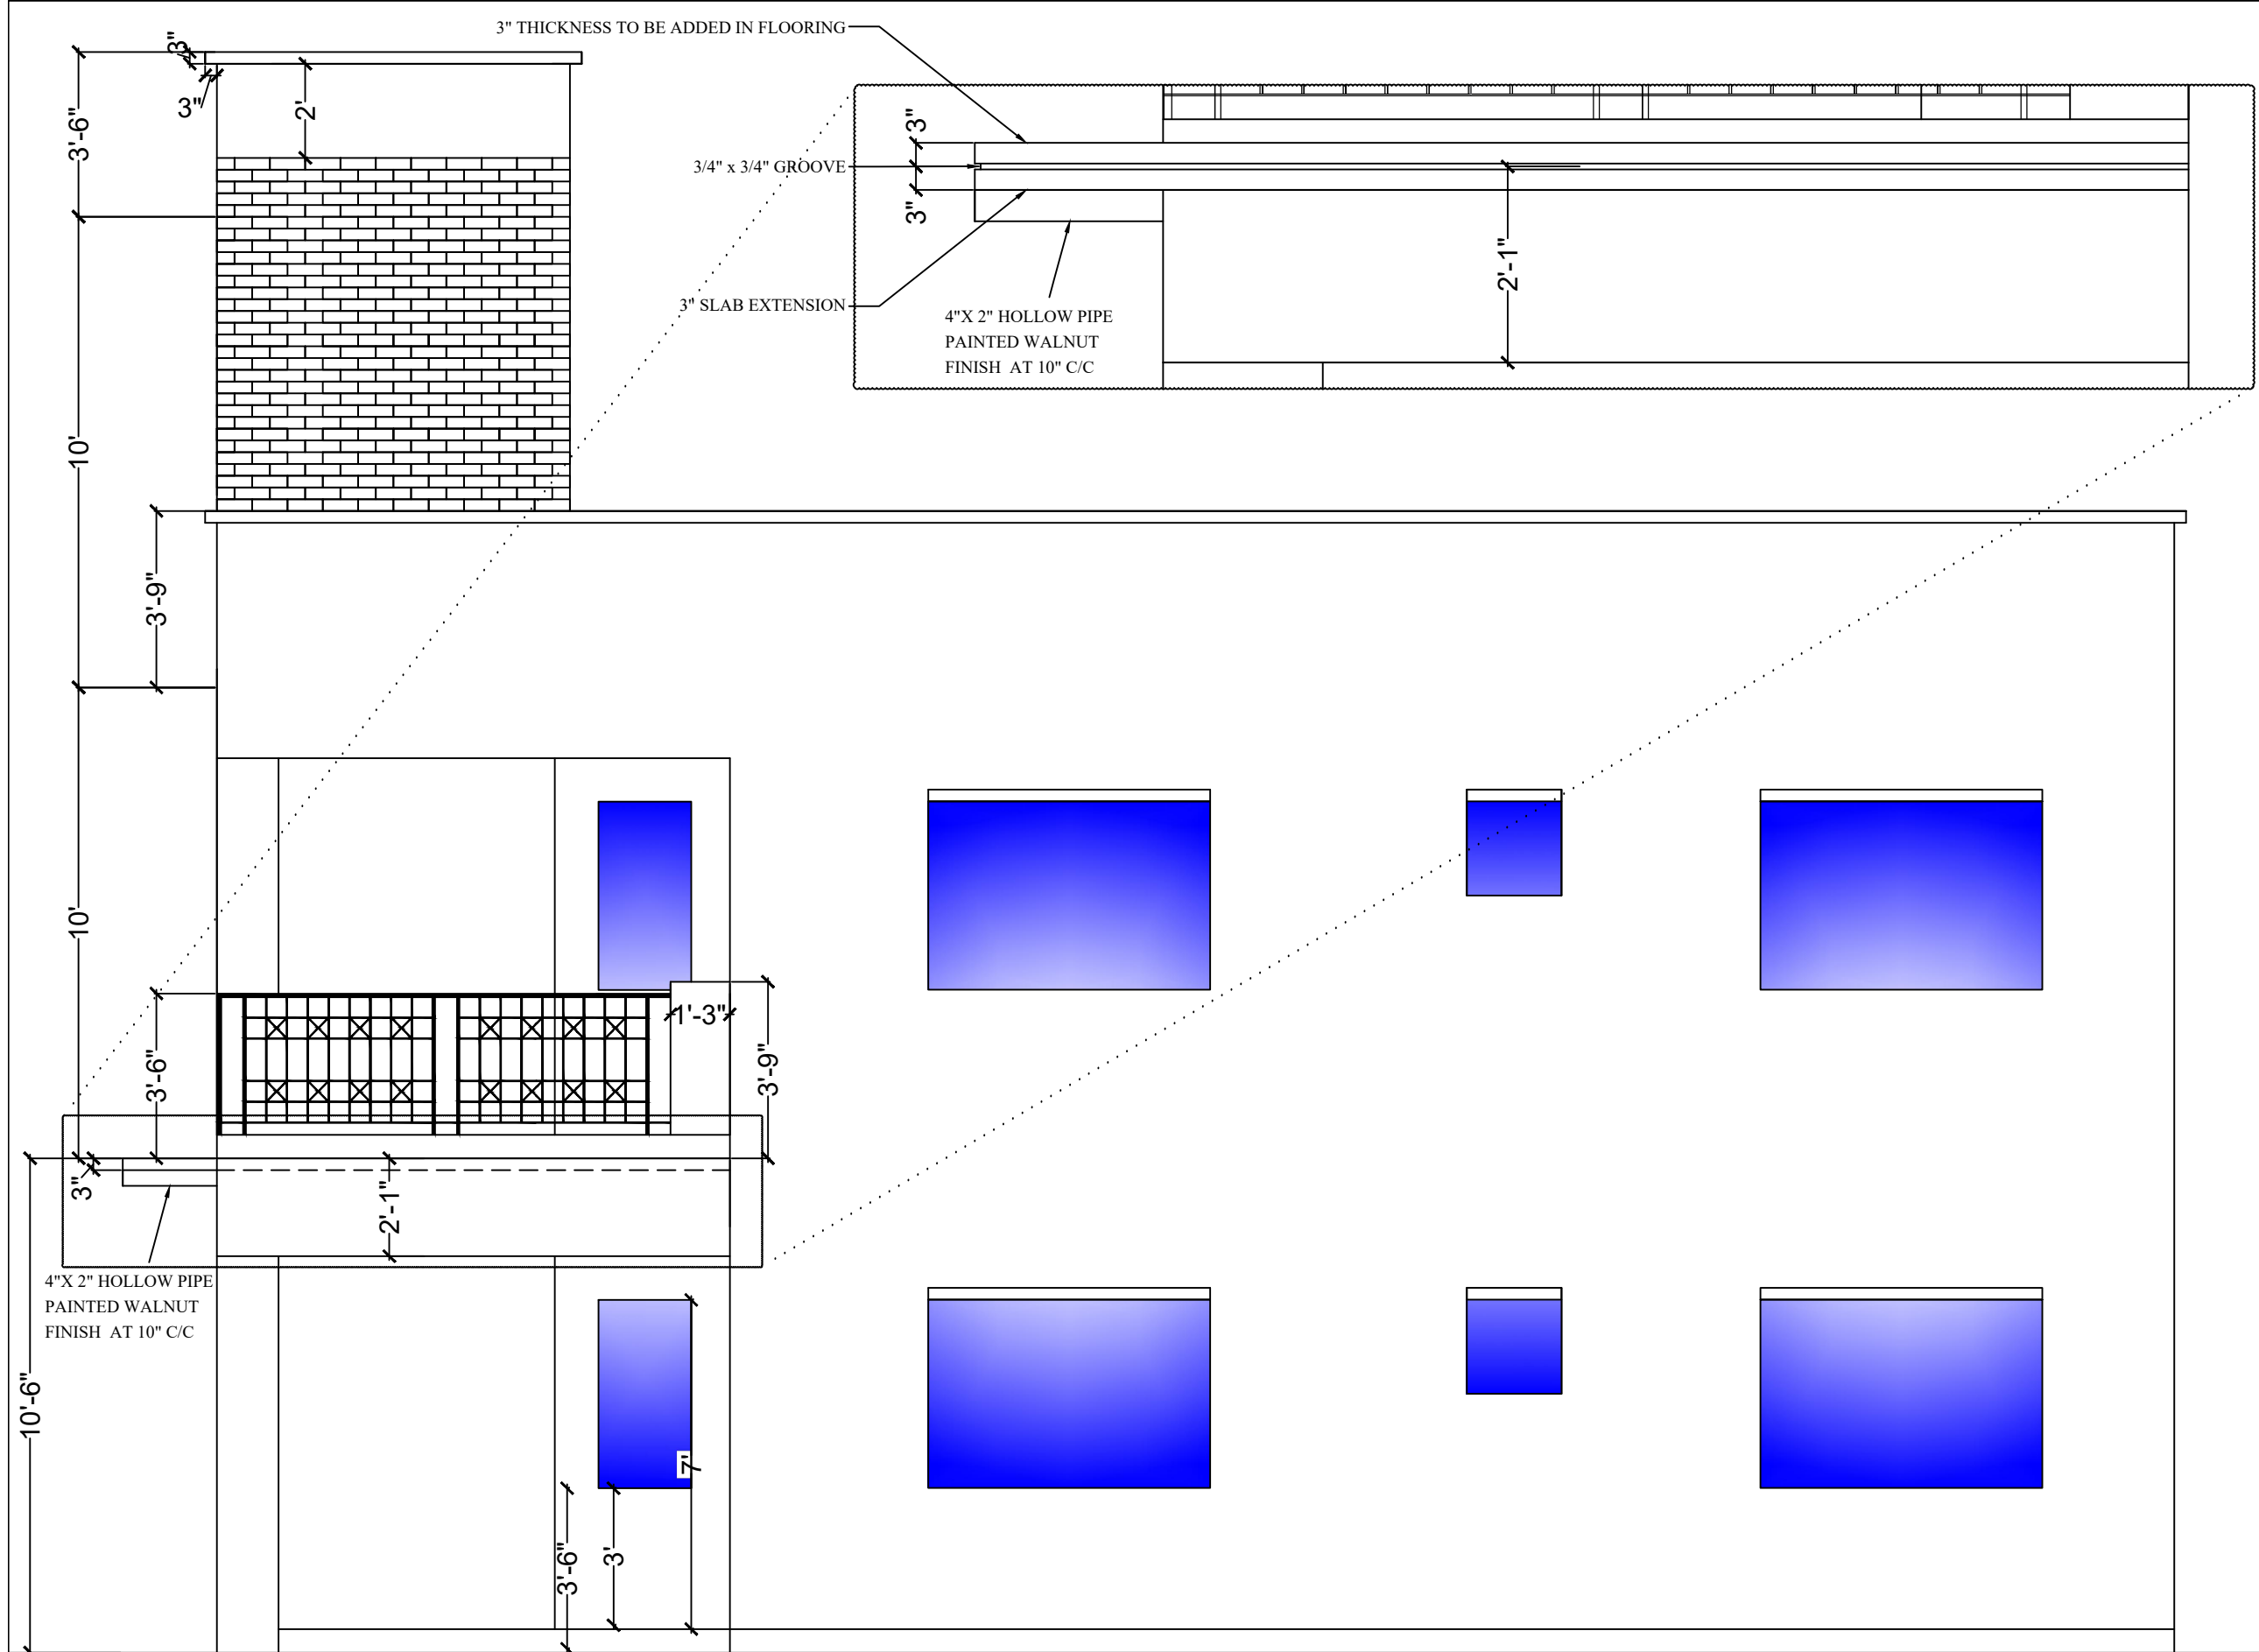 3" THICKNESS TO BE ADDED IN FLOORING
3"
3"
2'
3'-6"
3"
3/4" x 3/4" GROOVE
3"
2'-1"
3" SLAB EXTENSION
4"X 2" HOLLOW PIPE
PAINTED WALNUT
FINISH AT 10" C/C
10'
3'-9"
10'
1'-3"
3'-6"
3'-9"
3"
2'-1"
4"X 2" HOLLOW PIPE
PAINTED WALNUT
FINISH AT 10" C/C
10'-6"
7'
3'-6"
3'